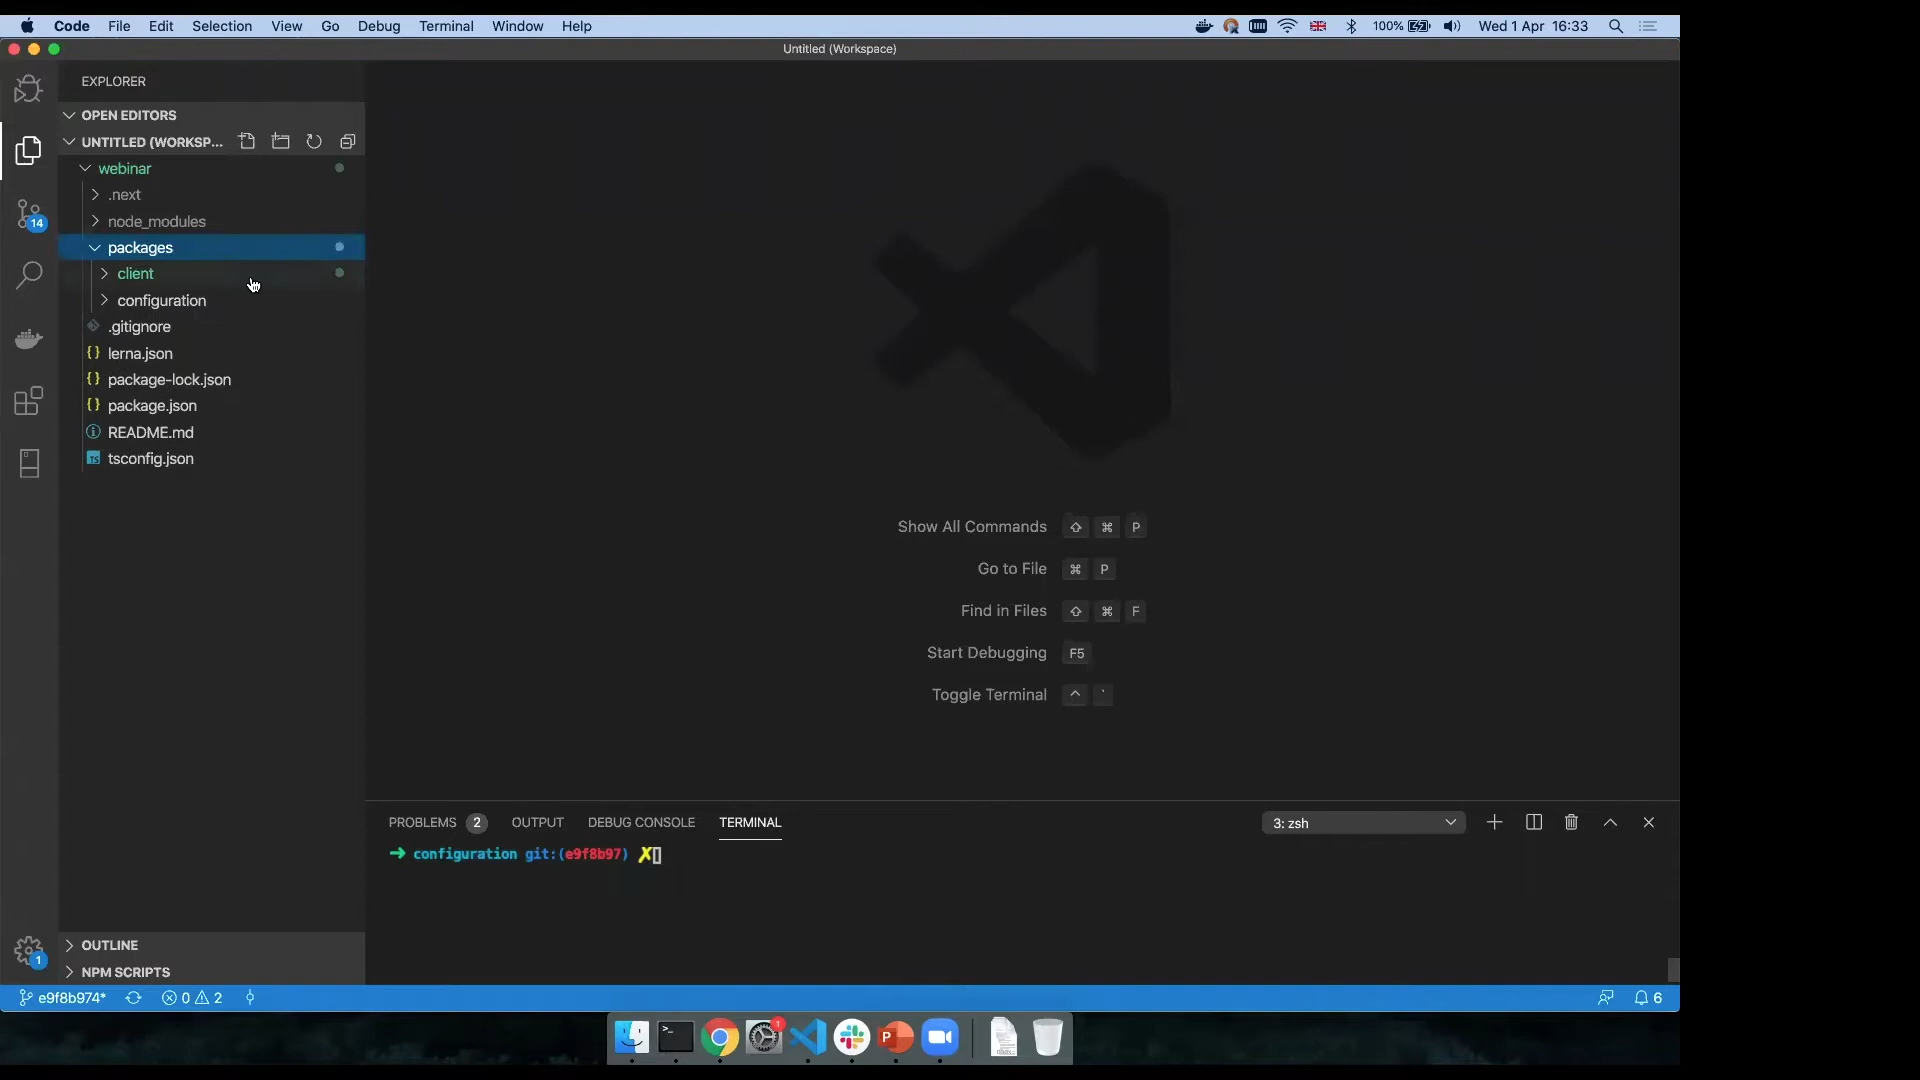 Code File Edit Selection View Go Debug Terminal Window Help 100% Wed 1 Apr 16:33
Untitled (Workspace)
EXPLORER
OPEN EDITORS
UNTITLED (WORKSP...
webinar
.next
node_modules
packages
client
configuration
.gitignore
lerna.json
package-lock.json
package.json
README.md
tsconfig.json
14
Show All Commands ⇧ ⌘ P
Go to File ⌘ P
Find in Files ⇧ ⌘ F
Start Debugging F5
Toggle Terminal ^ `
PROBLEMS 2 OUTPUT DEBUG CONSOLE TERMINAL 3: zsh
➜ configuration git:(e9f8b97) ✗
OUTLINE
NPM SCRIPTS
1
e9f8b974* 0 2 6
1